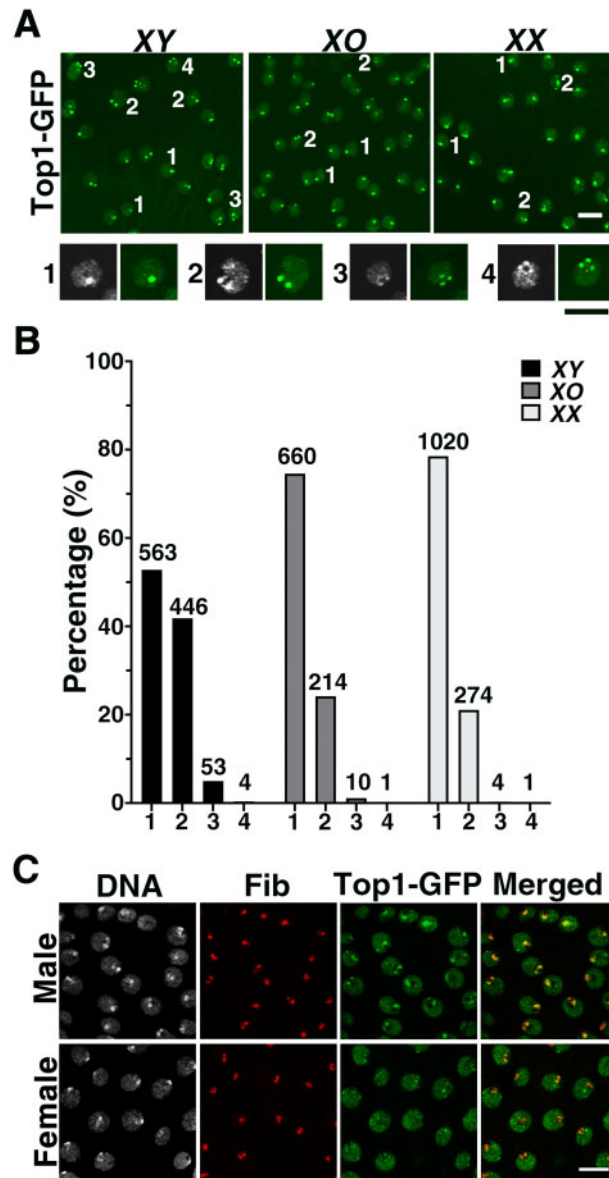 A
XY XO XX
Top1-GFP
3 4 2 2 1 1 3
2 2 1 1
1 2 1 2
1 2 3 4
B
Percentage (%)
100
80
60
40
20
0
XY
XO
XX
563 446 53 4
660 214 10 1
1020 274 4 1
1 2 3 4 1 2 3 4 1 2 3 4
C
DNA Fib Top1-GFP Merged
Male
Female